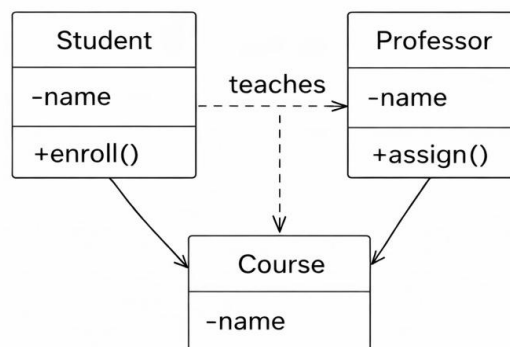 Student
-name
+enroll()
teaches
Professor
-name
+assign()
Course
-name